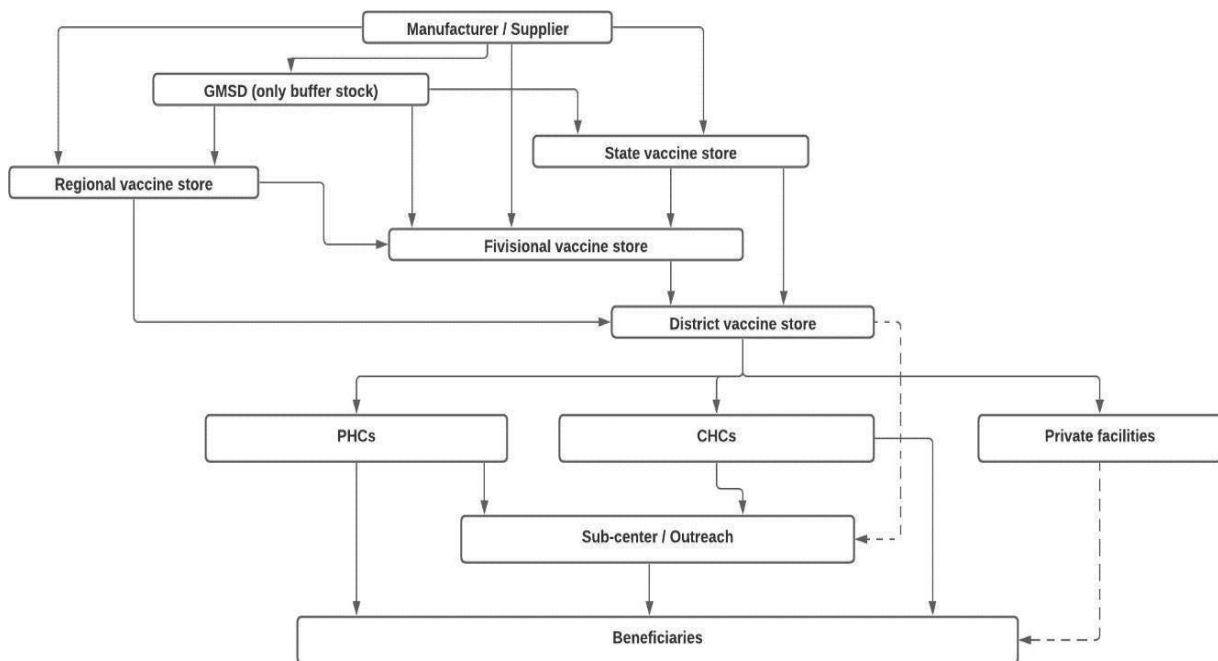 Manufacturer / Supplier
GMSD (only buffer stock)
State vaccine store
Regional vaccine store
Fivisional vaccine store
District vaccine store
PHCs
CHCs
Private facilities
Sub-center / Outreach
Beneficiaries